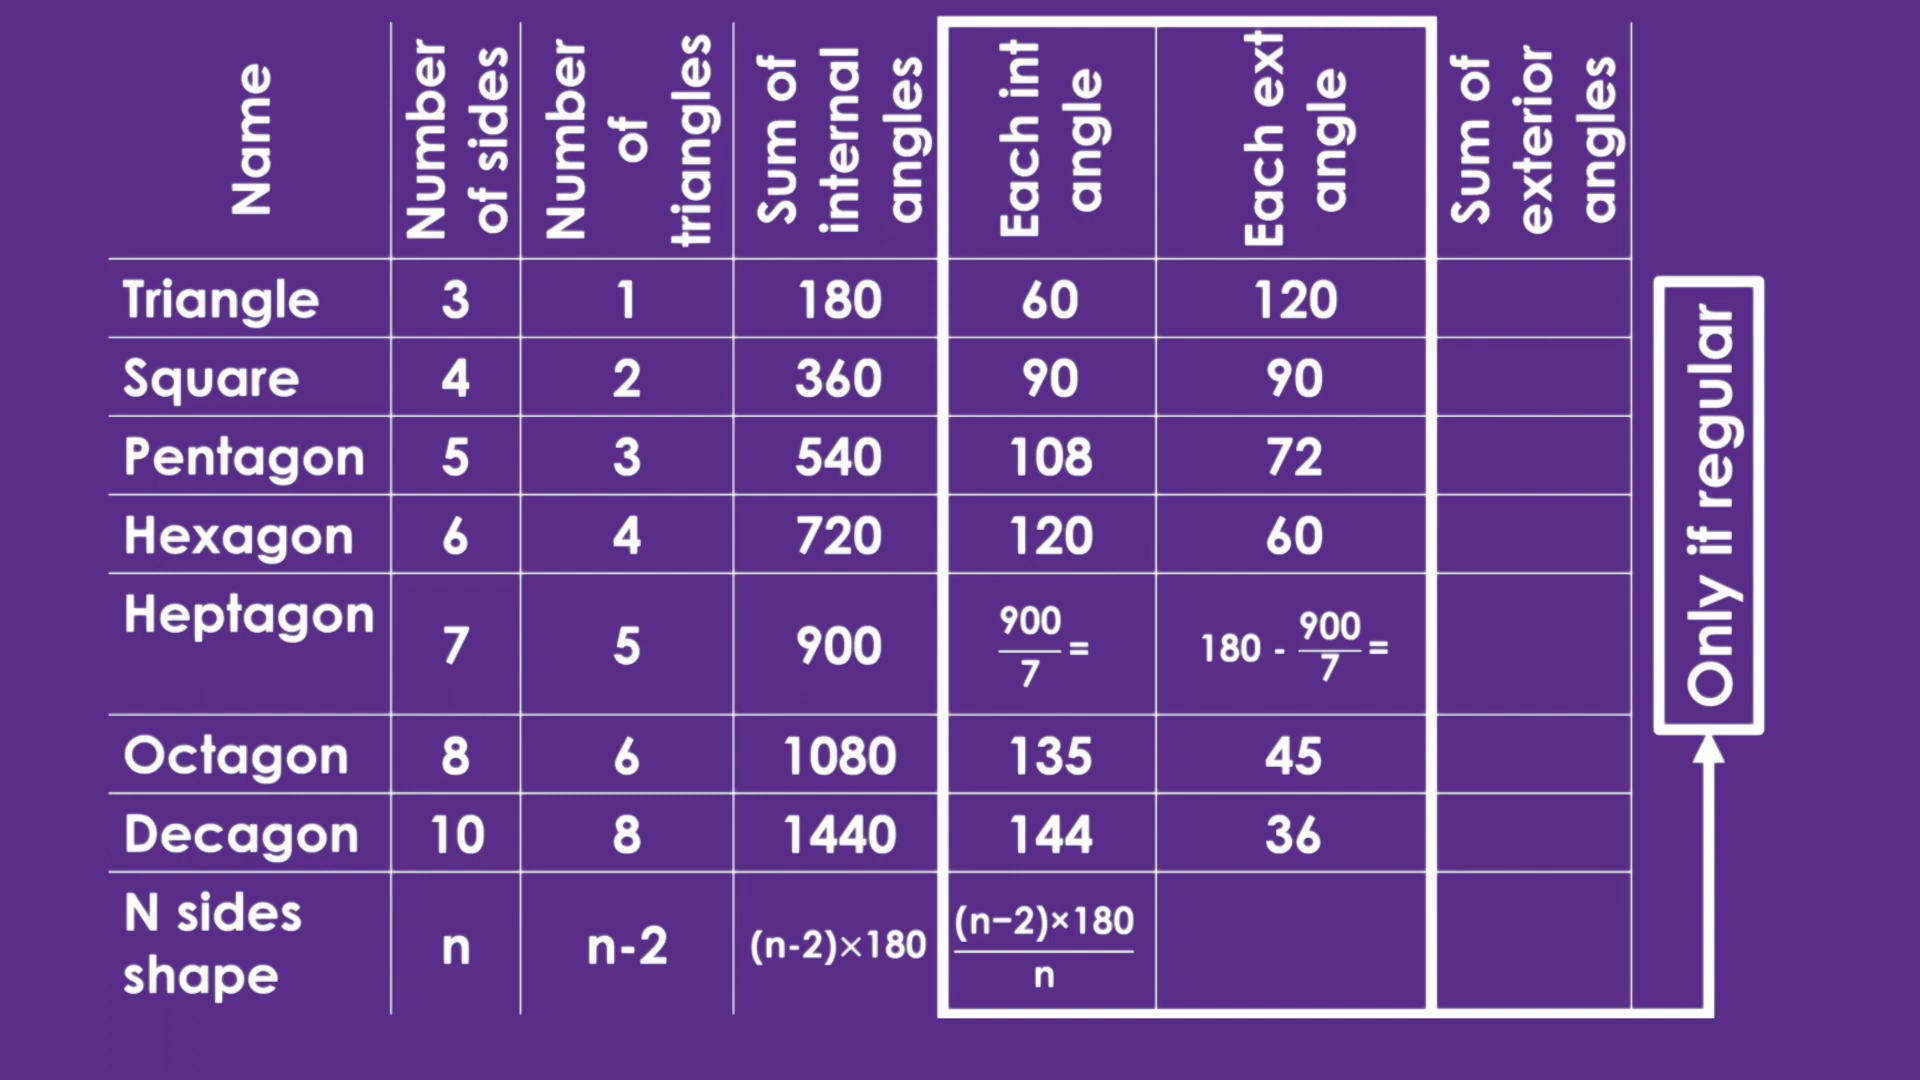 Name Number of sides Number of triangles Sum of internal angles Each int angle Each ext angle Sum of exterior angles
Triangle 3 1 180 60 120
Square 4 2 360 90 90
Pentagon 5 3 540 108 72
Hexagon 6 4 720 120 60
Heptagon 7 5 900 900/7 = 180 - 900/7 =
Octagon 8 6 1080 135 45
Decagon 10 8 1440 144 36
N sides shape n n-2 (n-2)×180 (n−2)×180/n
Only if regular